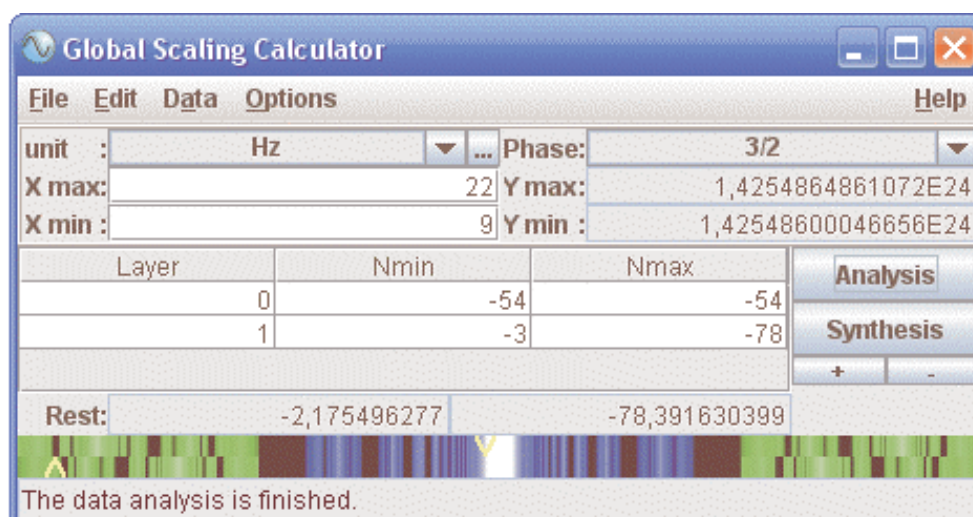 Global Scaling Calculator
File Edit Data Options Help
unit : Hz ... Phase: 3/2
X max: 22 Y max: 1,4254864861072E24
X min : 9 Y min : 1,42548600046656E24
Layer Nmin Nmax
0 -54 -54
1 -3 -78
Analysis
Synthesis
+ -
Rest: -2,175496277 -78,391630399
The data analysis is finished.